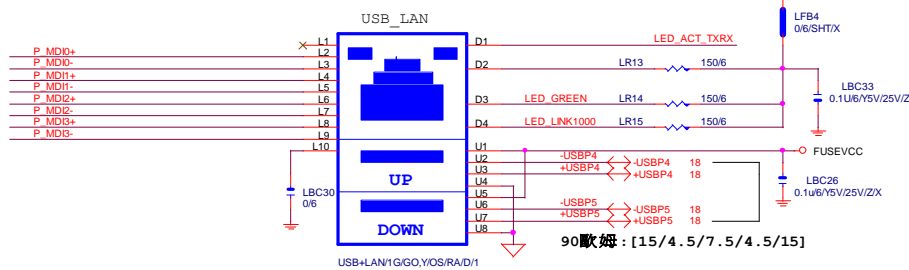 USB_LAN
LFB4
0/6/SHT/X
L1
D1 LED_ACT_TXRX
P_MDI0+ L2
P_MDI0- L3 D2 LR13 150/6
P_MDI1+ L4
P_MDI1- L5
P_MDI2+ L6 D3 LED_GREEN LR14 150/6
P_MDI2- L7
P_MDI3+ L8 D4 LED_LINK1000 LR15 150/6
P_MDI3- L9
L10
LBC33
0.1U/6/Y5V/25V/Z
U1 FUSEVCC
U2 -USBP4 -USBP4 18
U3 +USBP4 +USBP4 18
U4
U5
U6 -USBP5 -USBP5 18
U7 +USBP5 +USBP5 18
U8
UP
DOWN
LBC30
0/6
LBC26
0.1u/6/Y5V/25V/Z/X
90歐姆:[15/4.5/7.5/4.5/15]
USB+LAN/1G/GO,Y/OS/RA/D/1